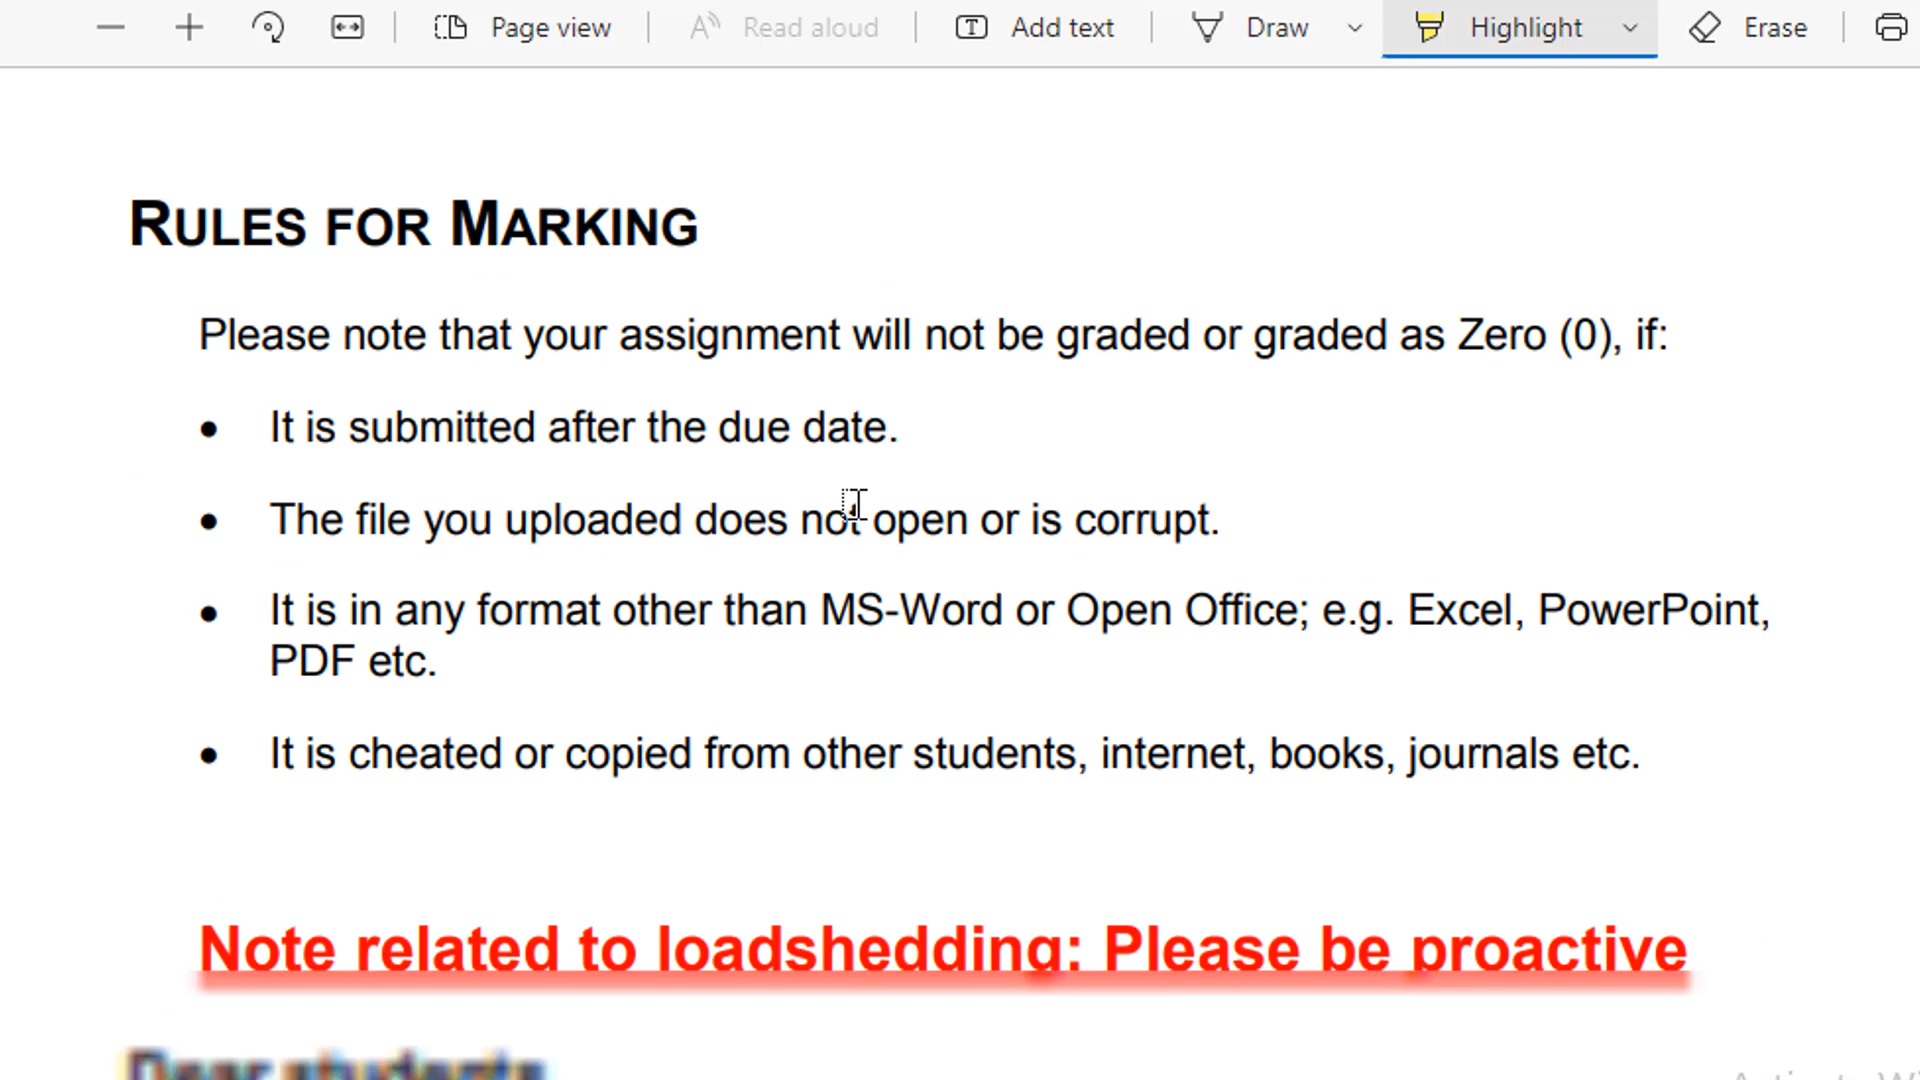 Page view
Read aloud
Add text
Draw
Highlight
Erase
RULES FOR MARKING
Please note that your assignment will not be graded or graded as Zero (0), if:
• It is submitted after the due date.
• The file you uploaded does not open or is corrupt.
• It is in any format other than MS-Word or Open Office; e.g. Excel, PowerPoint,
PDF etc.
• It is cheated or copied from other students, internet, books, journals etc.
Note related to loadshedding: Please be proactive
Dear students